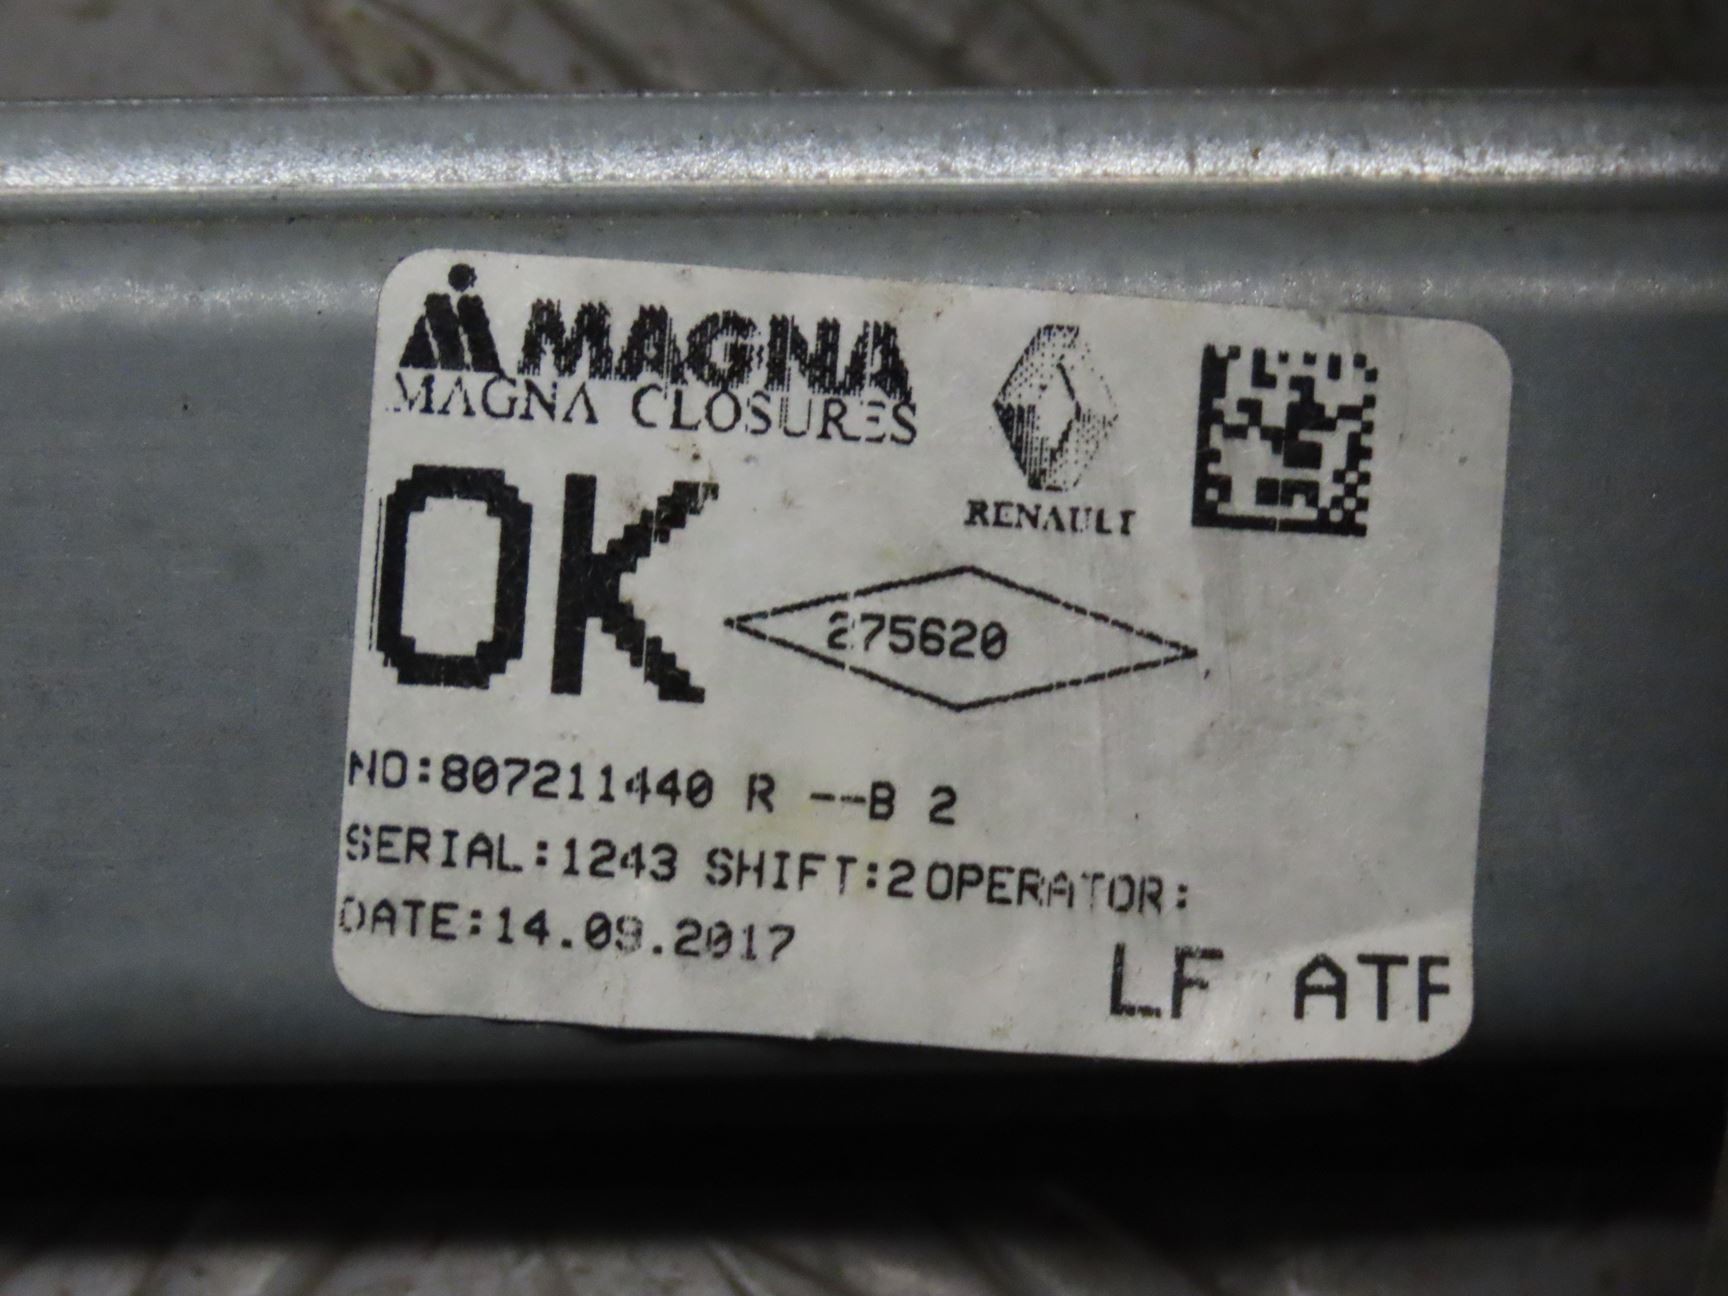 MAGNA
MAGNA CLOSURES
RENAULT
OK
275620
NO:807211440 R --B 2
SERIAL:1243 SHIFT:2OPERATOR:
DATE:14.09.2017
LF ATF